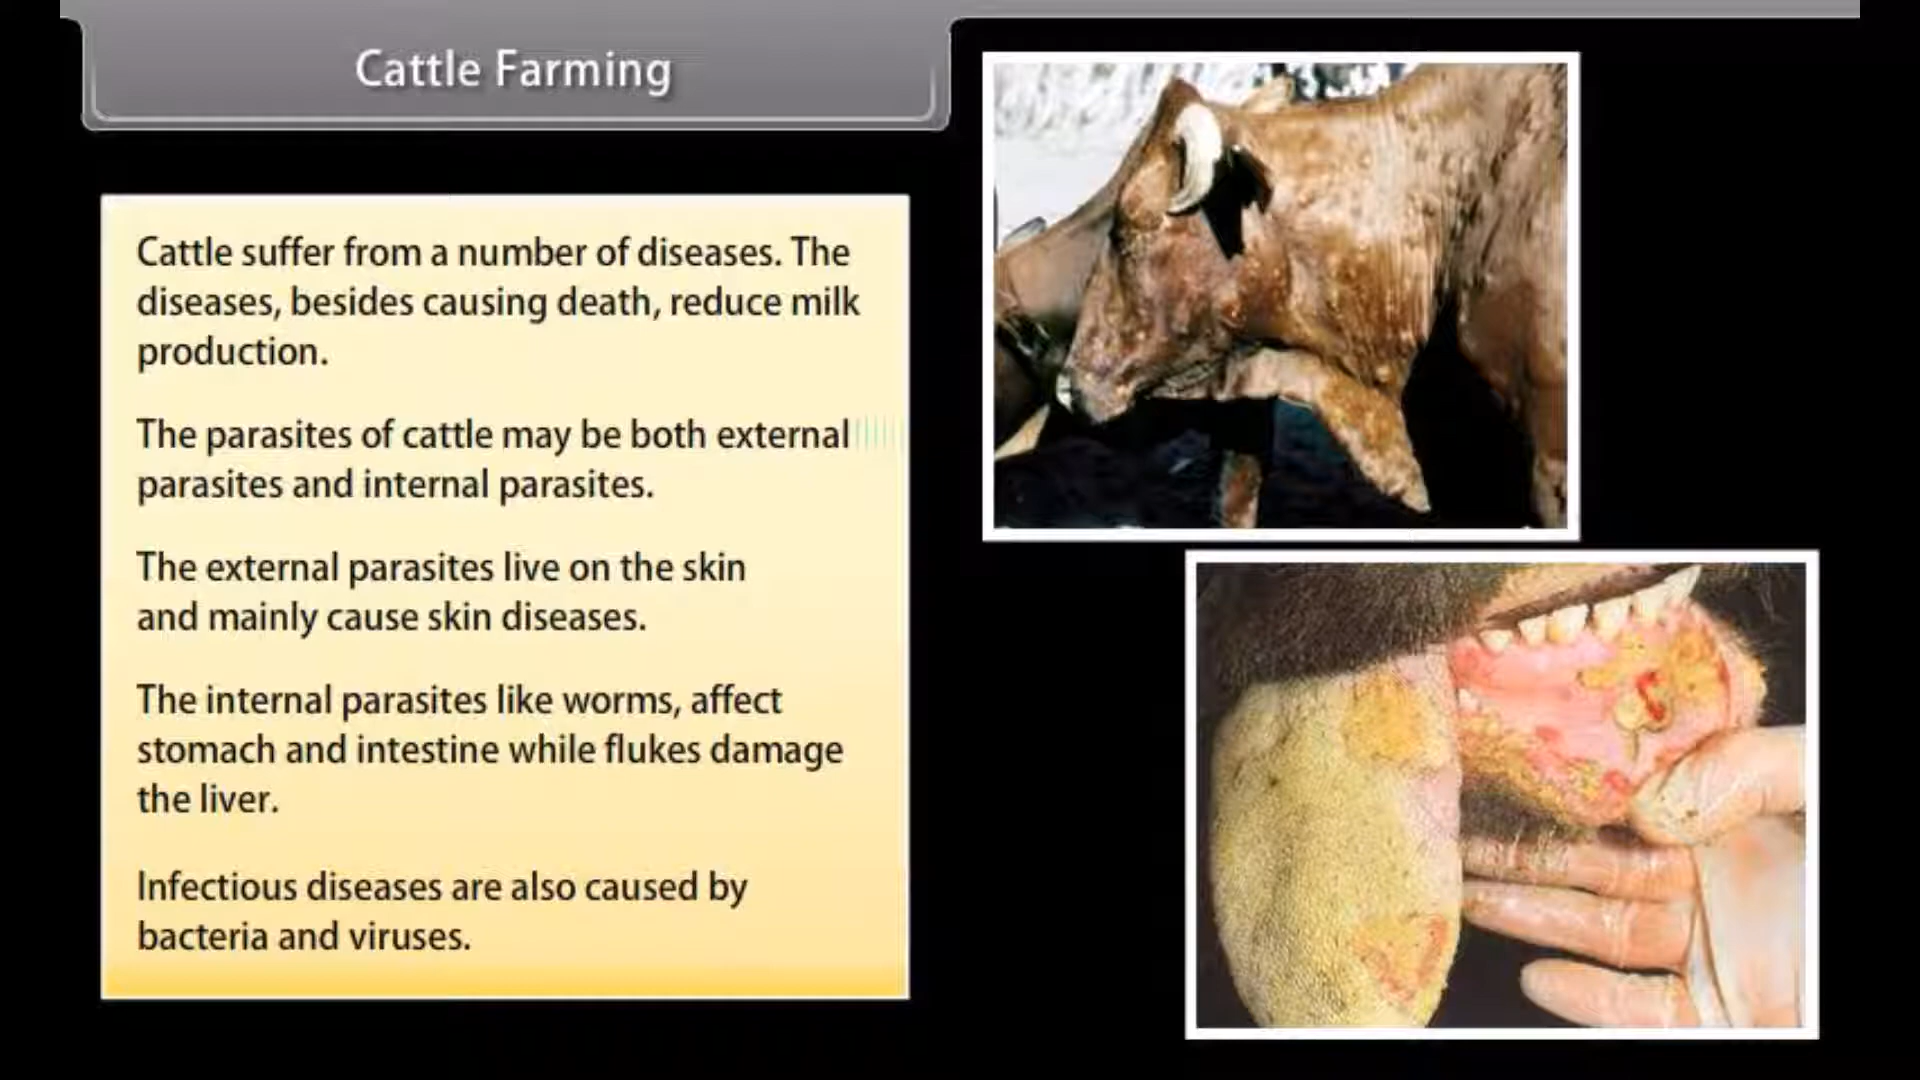 Cattle Farming
Cattle suffer from a number of diseases. The
diseases, besides causing death, reduce milk
production.
The parasites of cattle may be both external
parasites and internal parasites.
The external parasites live on the skin
and mainly cause skin diseases.
The internal parasites like worms, affect
stomach and intestine while flukes damage
the liver.
Infectious diseases are also caused by
bacteria and viruses.